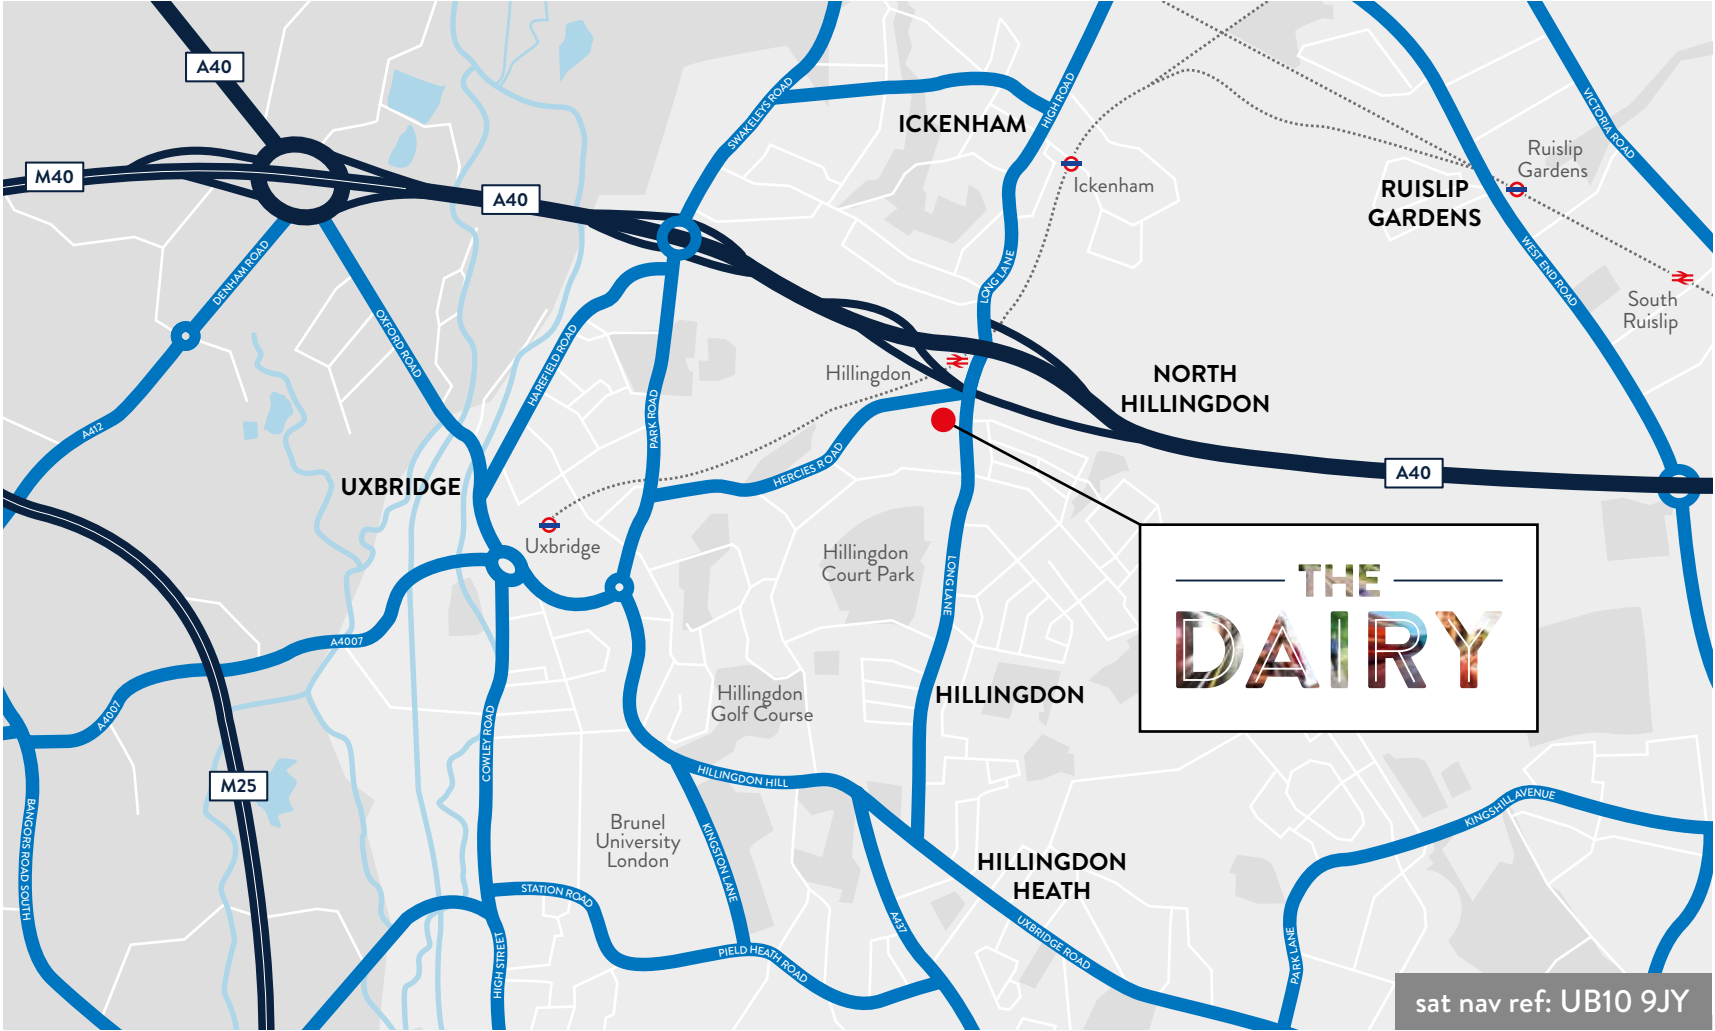 A40
M40
A40
SWAKELEYS ROAD
ICKENHAM
HIGH ROAD
Ickenham
VICTORIA ROAD
Ruislip
Gardens
RUISLIP
GARDENS
DENHAM ROAD
OXFORD ROAD
LONG LANE
WEST END ROAD
South
Ruislip
HAREFIELD ROAD
PARK ROAD
Hillingdon
NORTH
HILLINGDON
A412
HERCIES ROAD
A40
UXBRIDGE
Uxbridge
Hillingdon
Court Park
LONG LANE
THE
DAIRY
A4007
A4007
Hillingdon
Golf Course
HILLINGDON
COWLEY ROAD
M25
HILLINGDON HILL
BANGORS ROAD SOUTH
Brunel
University
London
KINGSTON LANE
KINGSHILL AVENUE
HILLINGDON
HEATH
STATION ROAD
A437
UXBRIDGE ROAD
HIGH STREET
PIELD HEATH ROAD
PARK LANE
sat nav ref: UB10 9JY